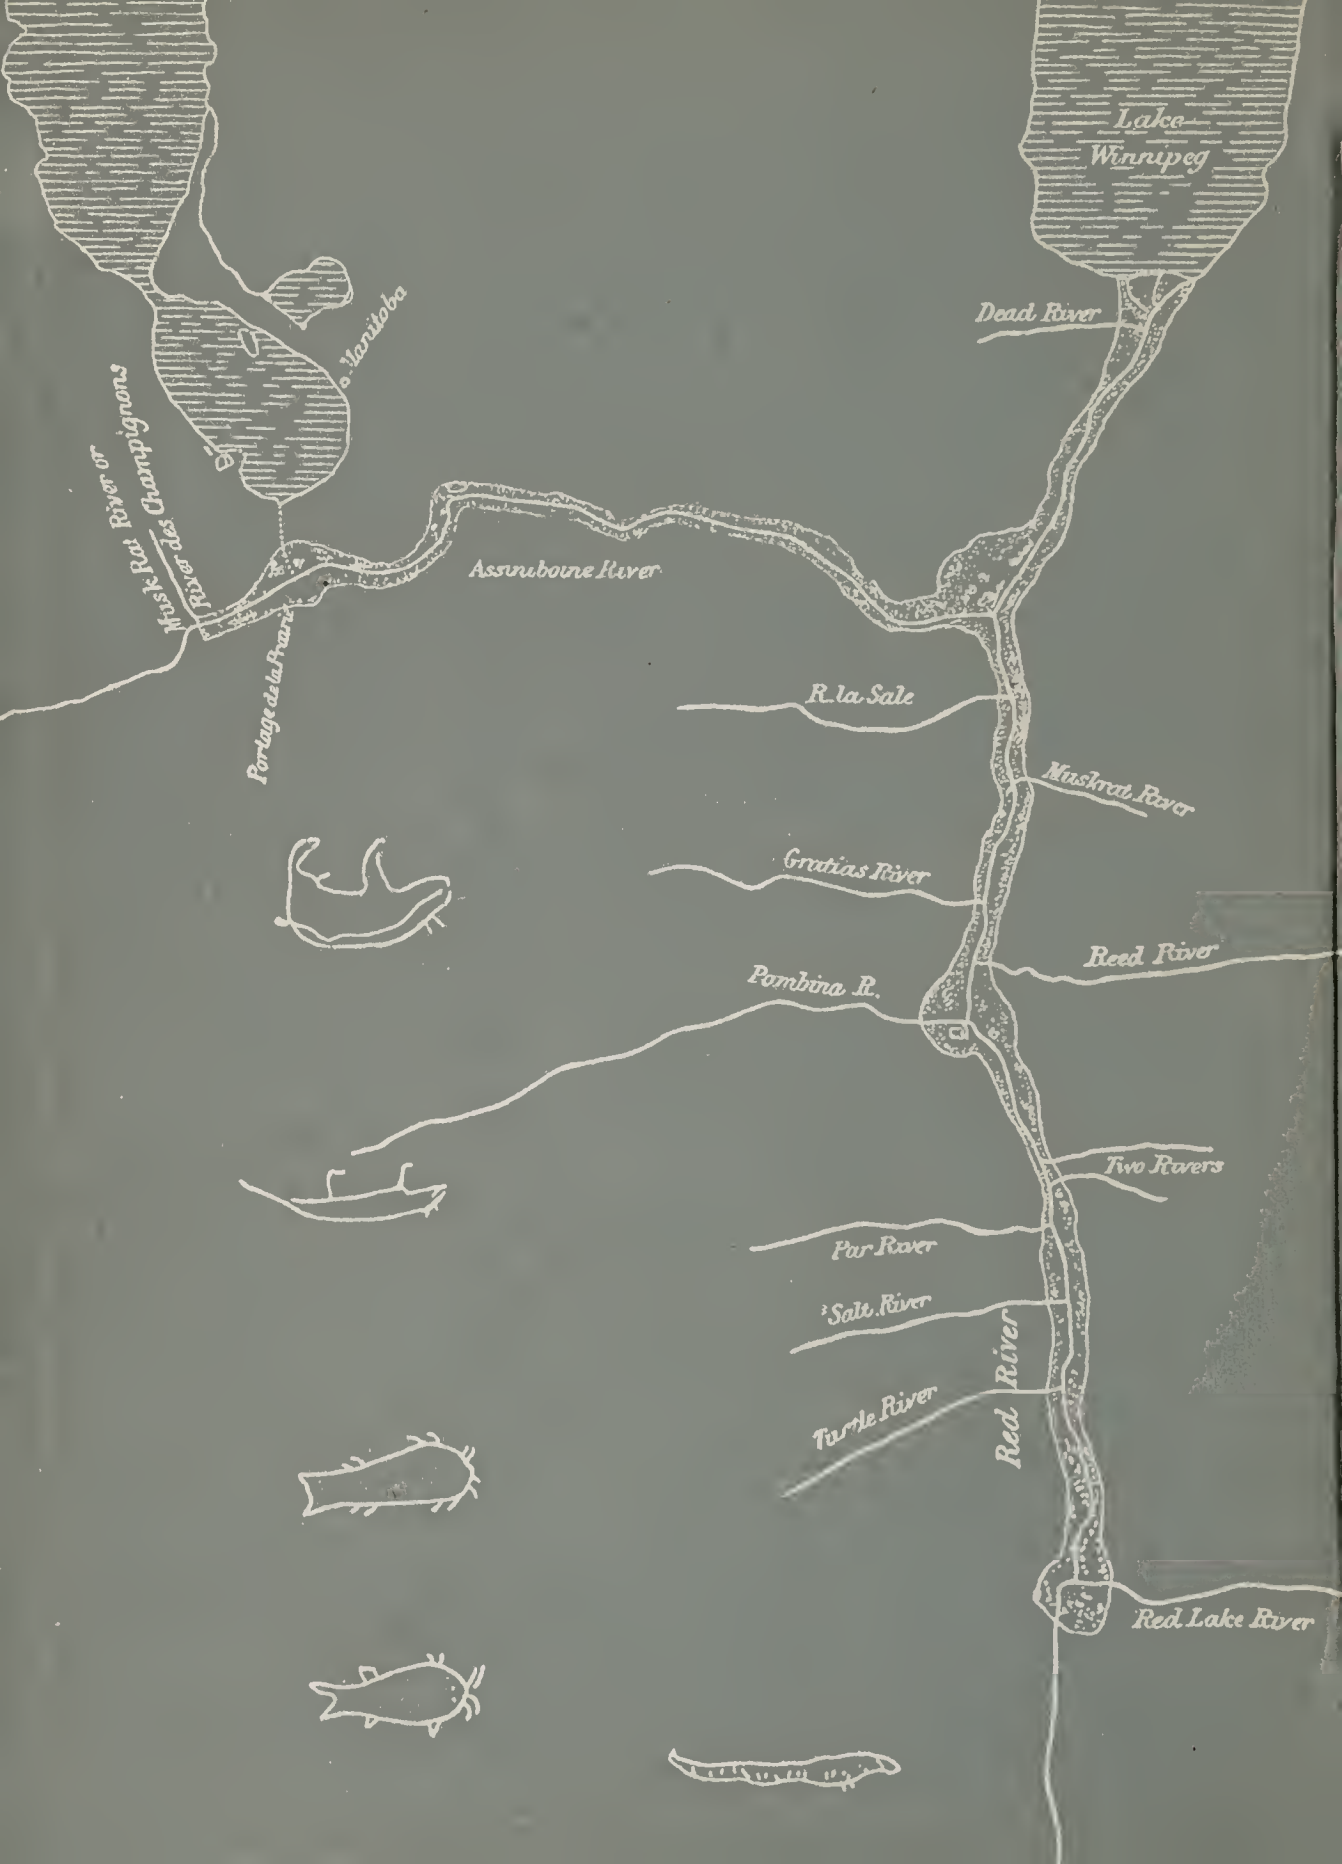 Lake
Winnipeg
Dead River
Manitoba
Musk Rat River or
River des Champignons
Assiniboine River
Portage de la Prarie
R. la Sale
Muskrat River
Gratias River
Reed River
Pombina R.
Two Rivers
Par River
Salt River
Turtle River
Red River
Red Lake River